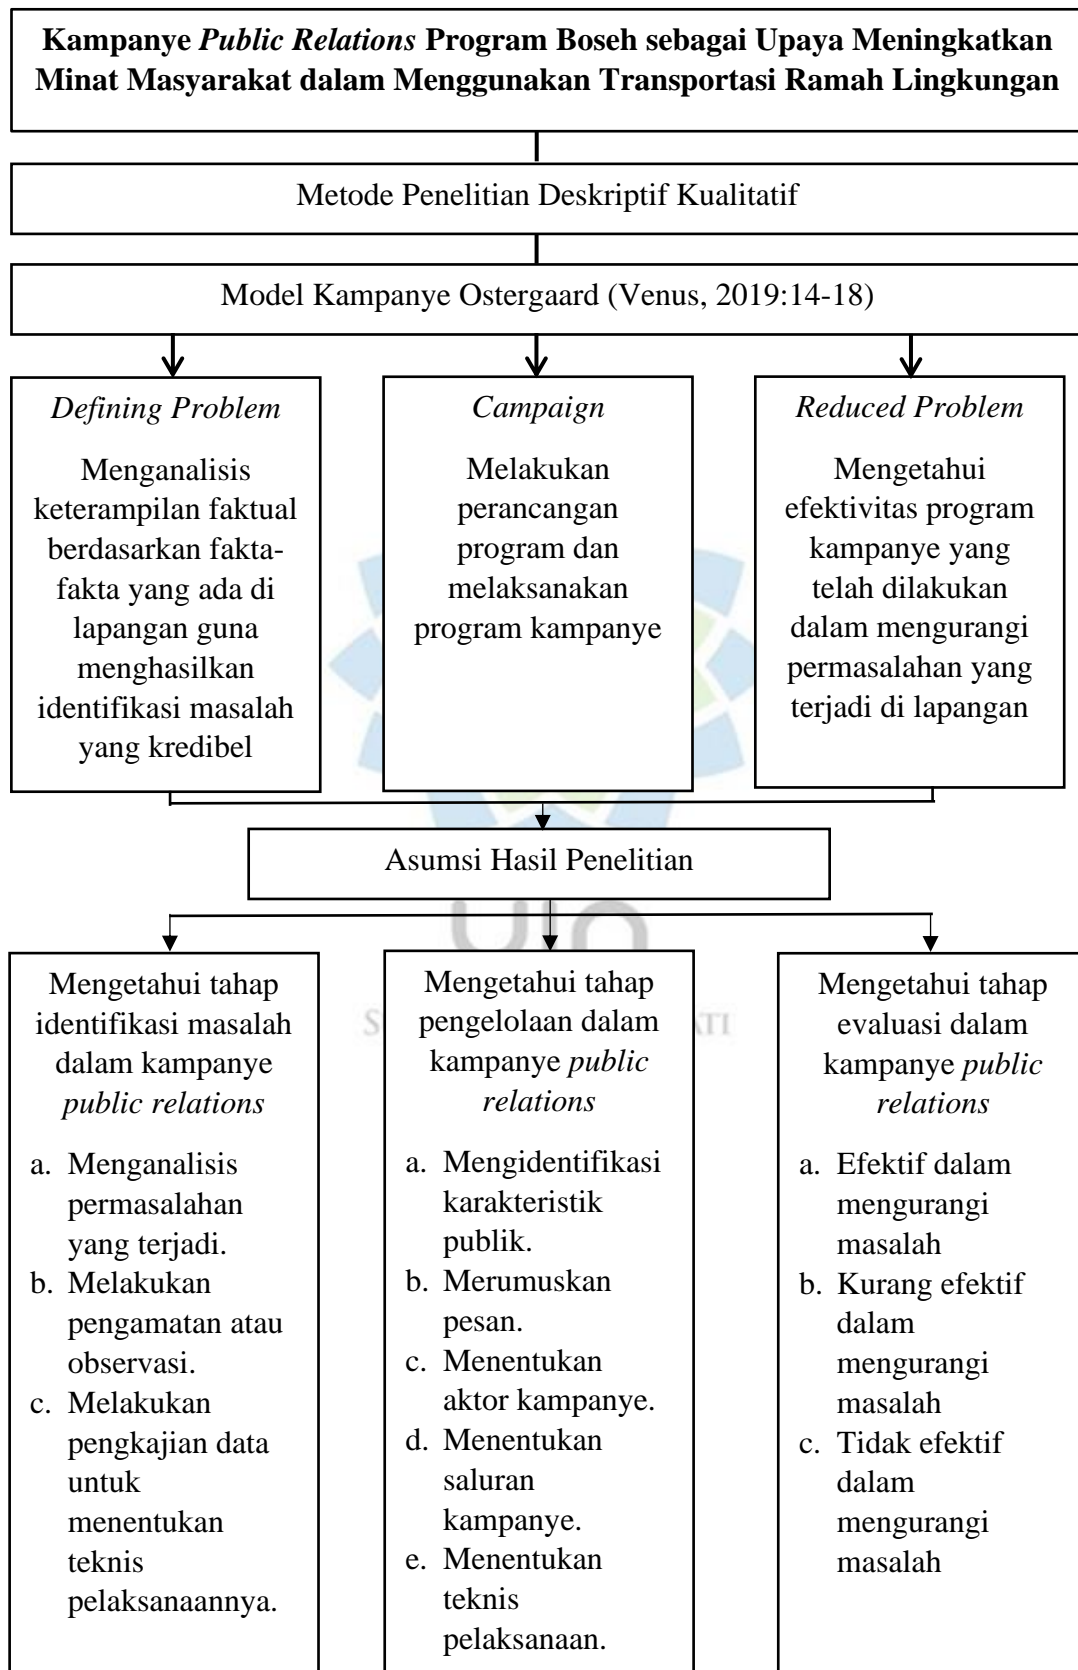 Kampanye Public Relations Program Boseh sebagai Upaya Meningkatkan
Minat Masyarakat dalam Menggunakan Transportasi Ramah Lingkungan
Metode Penelitian Deskriptif Kualitatif
Model Kampanye Ostergaard (Venus, 2019:14-18)
Defining Problem
Menganalisis
keterampilan faktual
berdasarkan fakta-
fakta yang ada di
lapangan guna
menghasilkan
identifikasi masalah
yang kredibel
Campaign
Melakukan
perancangan
program dan
melaksanakan
program kampanye
Reduced Problem
Mengetahui
efektivitas program
kampanye yang
telah dilakukan
dalam mengurangi
permasalahan yang
terjadi di lapangan
Asumsi Hasil Penelitian
uin
Mengetahui tahap
identifikasi masalah
dalam kampanye
public relations
a. Menganalisis
permasalahan
yang terjadi.
b. Melakukan
pengamatan atau
observasi.
c. Melakukan
pengkajian data
untuk
menentukan
teknis
pelaksanaannya.
Mengetahui tahap
pengelolaan dalam
kampanye public
relations
a. Mengidentifikasi
karakteristik
publik.
b. Merumuskan
pesan.
c. Menentukan
aktor kampanye.
d. Menentukan
saluran
kampanye.
e. Menentukan
teknis
pelaksanaan.
Mengetahui tahap
evaluasi dalam
kampanye public
relations
a. Efektif dalam
mengurangi
masalah
b. Kurang efektif
dalam
mengurangi
masalah
c. Tidak efektif
dalam
mengurangi
masalah